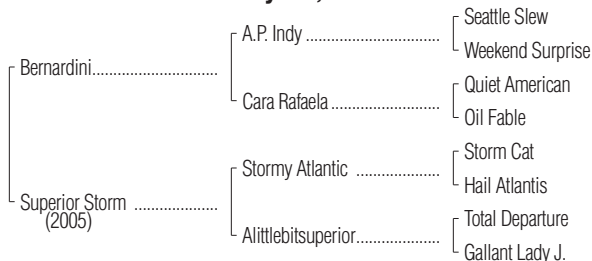 Seattle Slew
A.P. Indy ..............................
Weekend Surprise
Bernardini............................
Quiet American
Cara Rafaela ........................
Oil Fable
Storm Cat
Stormy Atlantic ..................
Hail Atlantis
Superior Storm ..................
(2005)
Total Departure
Alittlebitsuperior..................
Gallant Lady J.